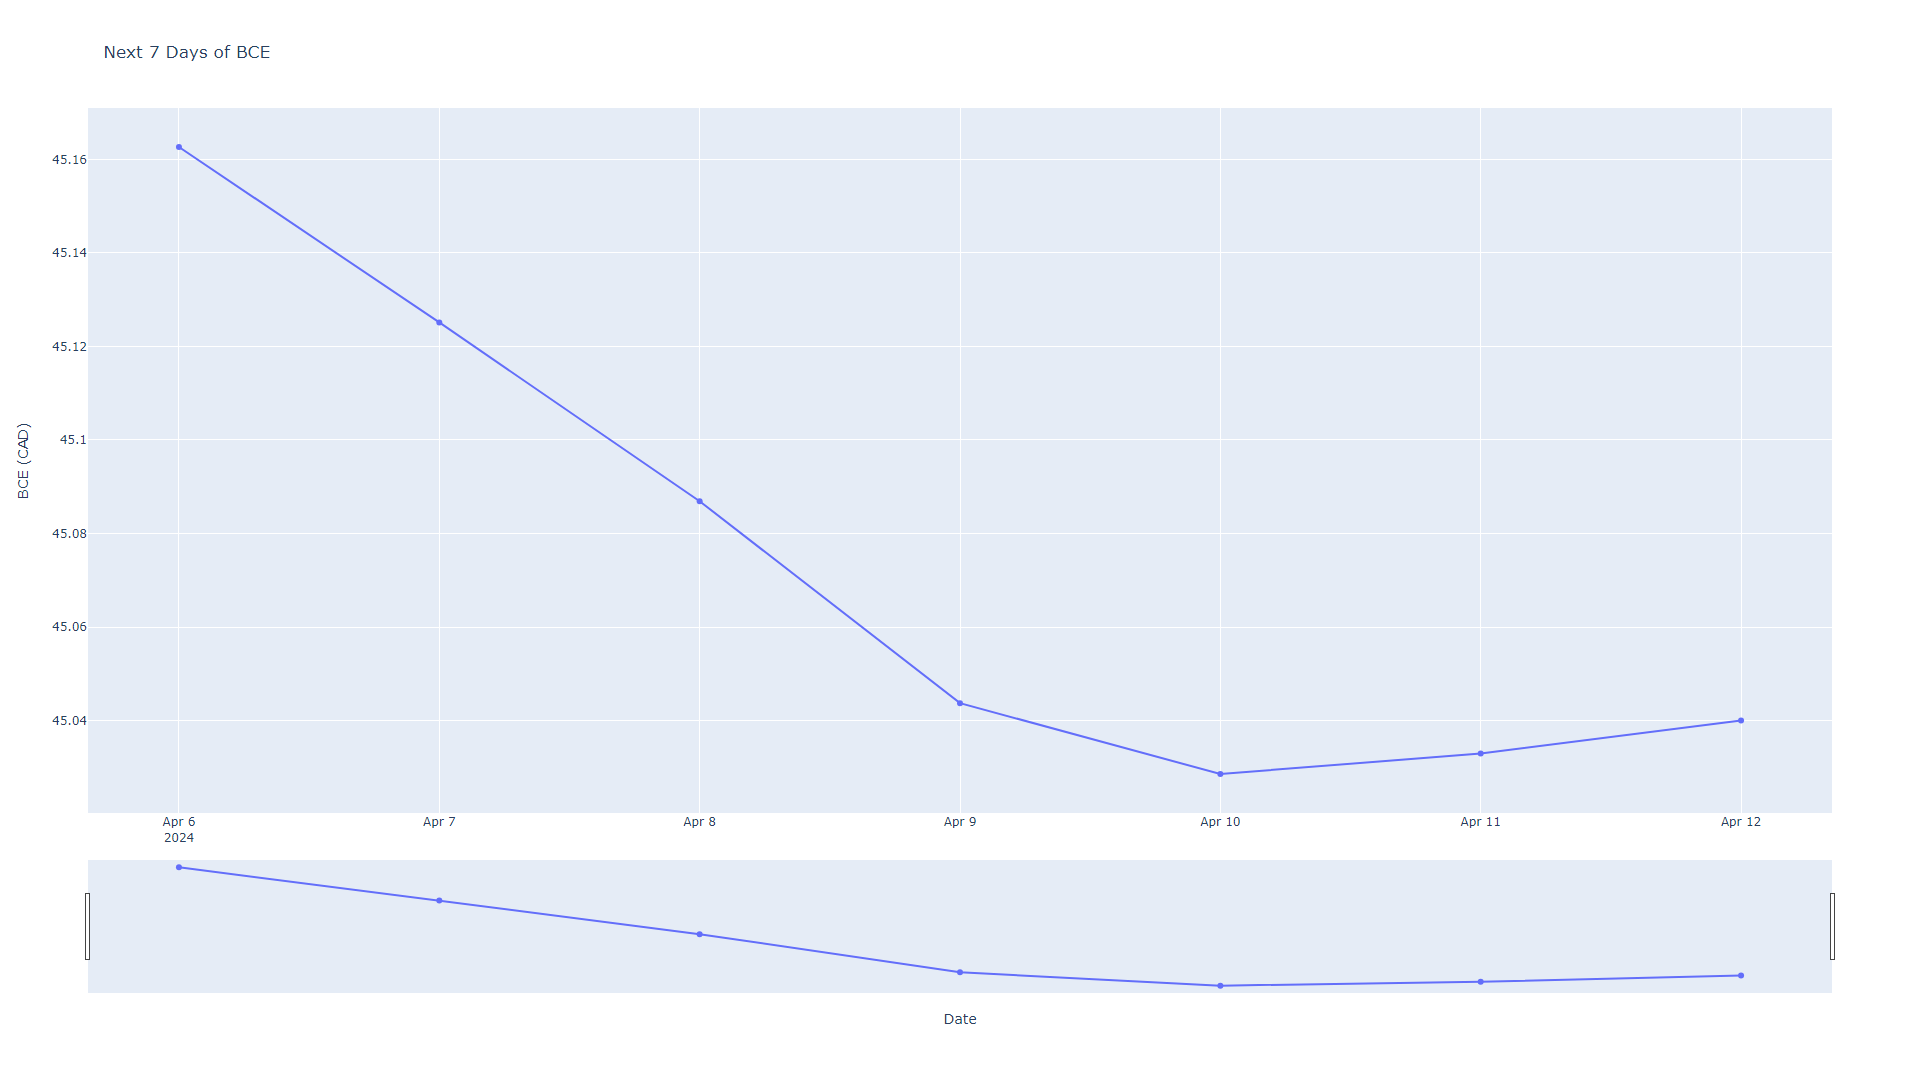 Next 7 Days of BCE
45.16
45.14
45.12
45.1
45.08
45.06
45.04
BCE (CAD)
Apr 6
2024
Apr 7
Apr 8
Apr 9
Apr 10
Apr 11
Apr 12
Date